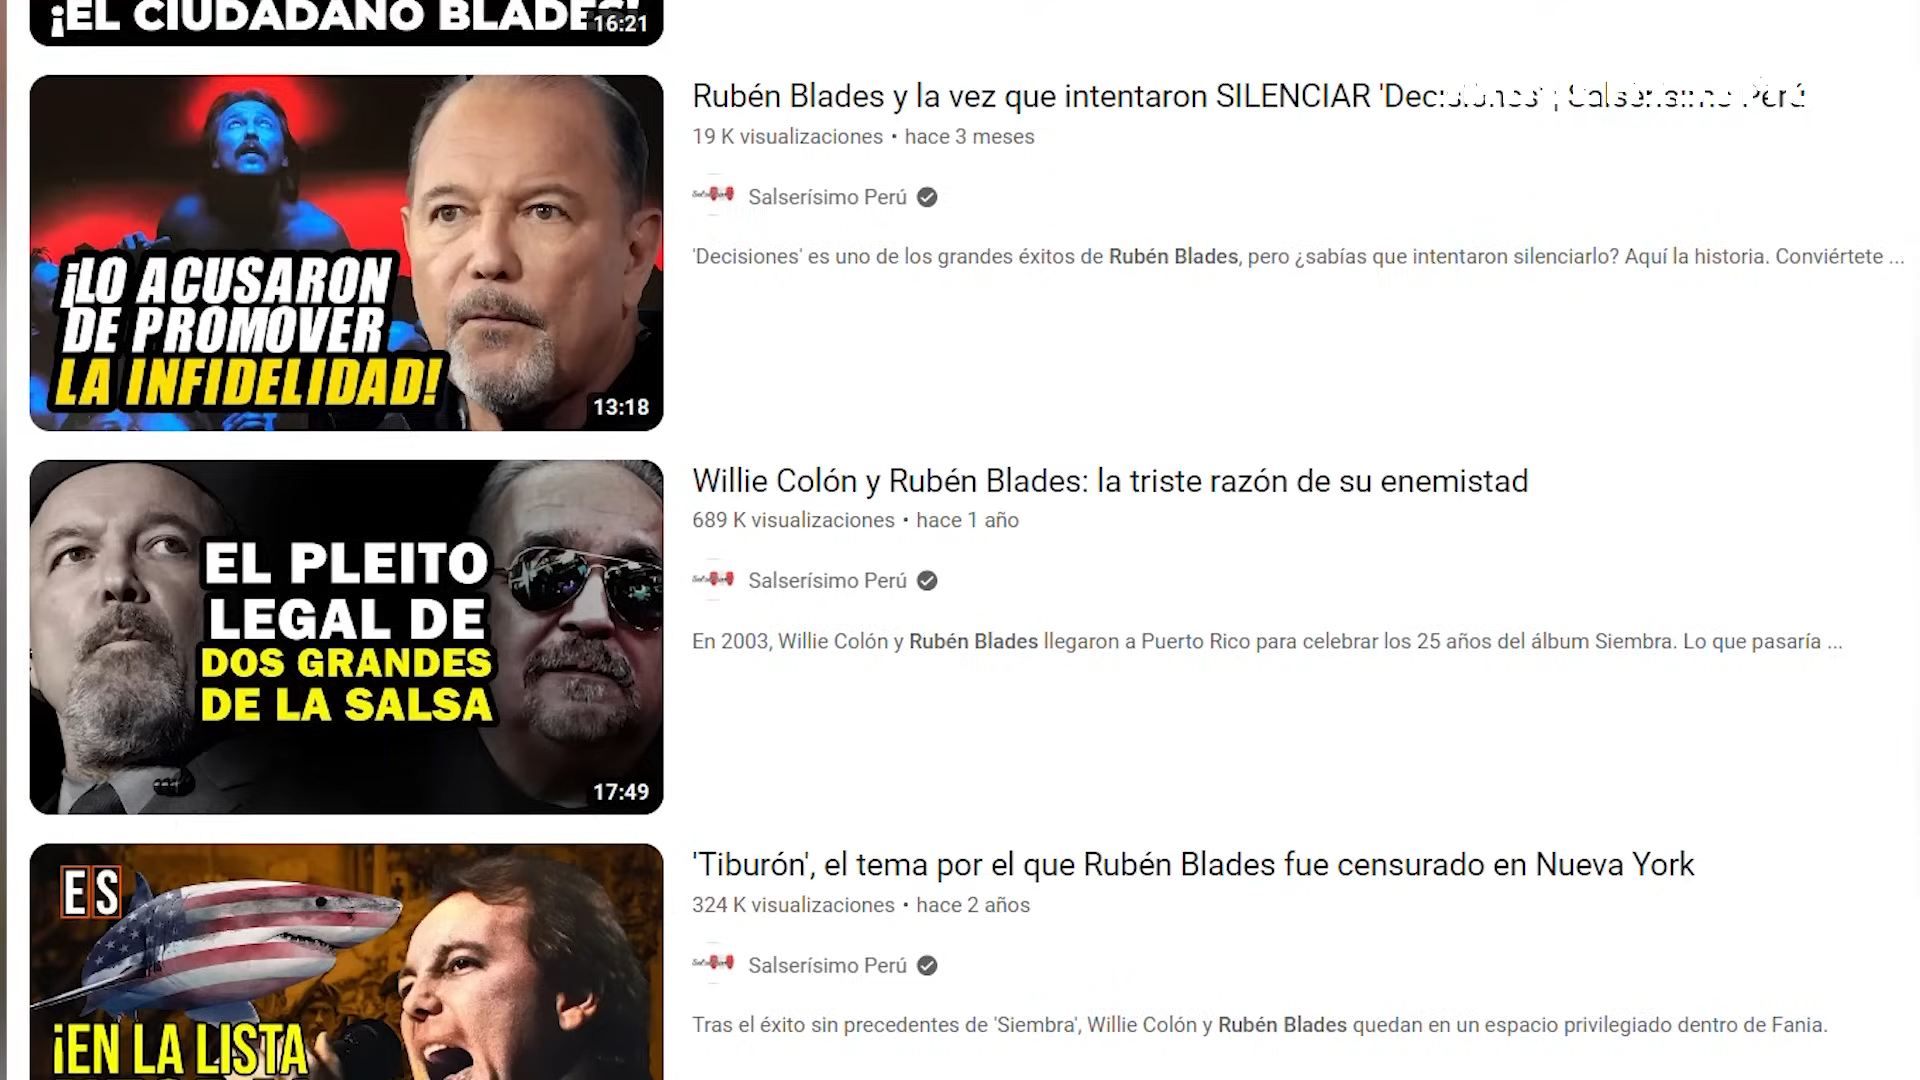 ¡EL CIUDADANO BLADES!
16:21
¡LO ACUSARON
DE PROMOVER
LA INFIDELIDAD!
13:18
Rubén Blades y la vez que intentaron SILENCIAR 'Decisiones' | Salserísimo Perú
19 K visualizaciones • hace 3 meses
Salserísimo Perú
'Decisiones' es uno de los grandes éxitos de Rubén Blades, pero ¿sabías que intentaron silenciarlo? Aquí la historia. Conviértete ...
EL PLEITO
LEGAL DE
DOS GRANDES
DE LA SALSA
17:49
Willie Colón y Rubén Blades: la triste razón de su enemistad
689 K visualizaciones • hace 1 año
Salserísimo Perú
En 2003, Willie Colón y Rubén Blades llegaron a Puerto Rico para celebrar los 25 años del álbum Siembra. Lo que pasaría ...
ES
¡EN LA LISTA
'Tiburón', el tema por el que Rubén Blades fue censurado en Nueva York
324 K visualizaciones • hace 2 años
Salserísimo Perú
Tras el éxito sin precedentes de 'Siembra', Willie Colón y Rubén Blades quedan en un espacio privilegiado dentro de Fania.